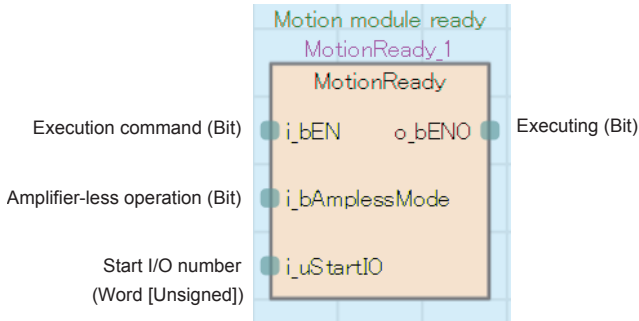 Motion module ready
MotionReady_1
MotionReady
Execution command (Bit)
i_bEN
o_bENO
Executing (Bit)
Amplifier-less operation (Bit)
i_bAmplessMode
Start I/O number
(Word [Unsigned])
i_uStartIO